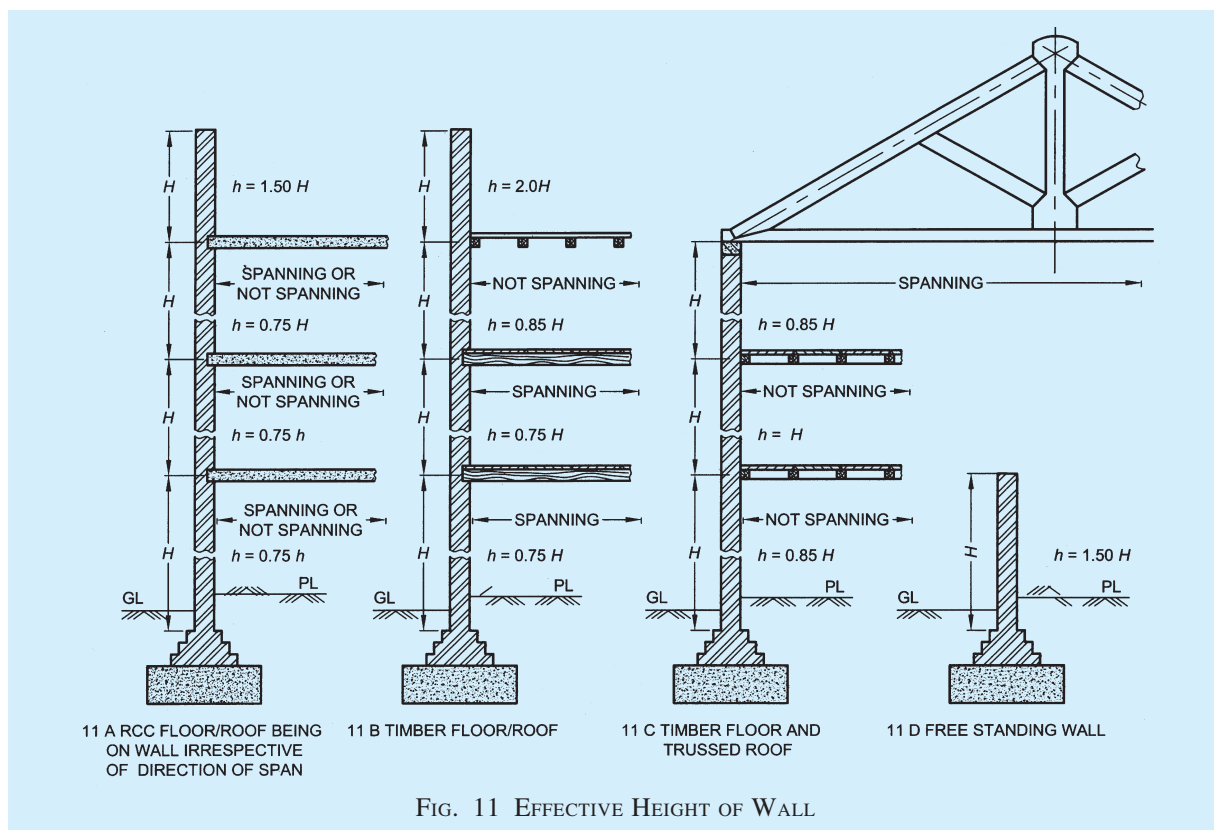 H
h = 1.50 H
SPANNING OR
NOT SPANNING
H
h = 0.75 H
SPANNING OR
NOT SPANNING
H
h = 0.75 h
SPANNING OR
NOT SPANNING
H
h = 0.75 h
GL
PL
11 A RCC FLOOR/ROOF BEING
ON WALL IRRESPECTIVE
OF DIRECTION OF SPAN
H
h = 2.0H
NOT SPANNING
H
h = 0.85 H
SPANNING
H
h = 0.75 H
SPANNING
H
h = 0.75 H
GL
PL
11 B TIMBER FLOOR/ROOF
SPANNING
H
h = 0.85 H
NOT SPANNING
H
h = H
NOT SPANNING
H
h = 0.85 H
GL
PL
11 C TIMBER FLOOR AND
TRUSSED ROOF
H
h = 1.50 H
GL
PL
11 D FREE STANDING WALL
FIG. 11 EFFECTIVE HEIGHT OF WALL